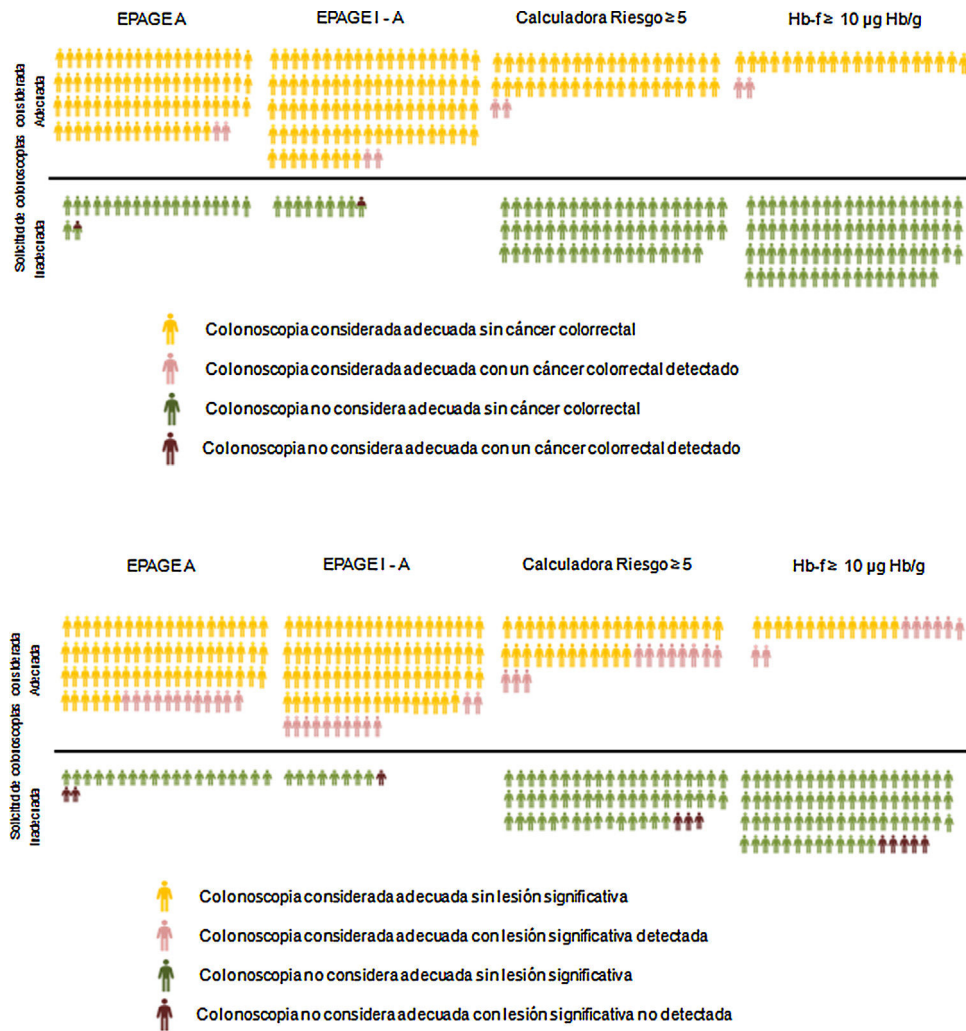 EPAGE A
EPAGE I - A
Calculadora Riesgo ≥ 5
Hb-f ≥ 10 µg Hb/g
Solicitud de colonoscopias considerada
Adecuada
Inadecuada
Colonoscopia considerada adecuada sin cáncer colorrectal
Colonoscopia considerada adecuada con un cáncer colorrectal detectado
Colonoscopia no considera adecuada sin cáncer colorrectal
Colonoscopia no considera adecuada con un cáncer colorrectal detectado
EPAGE A
EPAGE I - A
Calculadora Riesgo ≥ 5
Hb-f ≥ 10 µg Hb/g
Solicitud de colonoscopias considerada
Adecuada
Inadecuada
Colonoscopia considerada adecuada sin lesión significativa
Colonoscopia considerada adecuada con lesión significativa detectada
Colonoscopia no considera adecuada sin lesión significativa
Colonoscopia no considera adecuada con lesión significativa no detectada